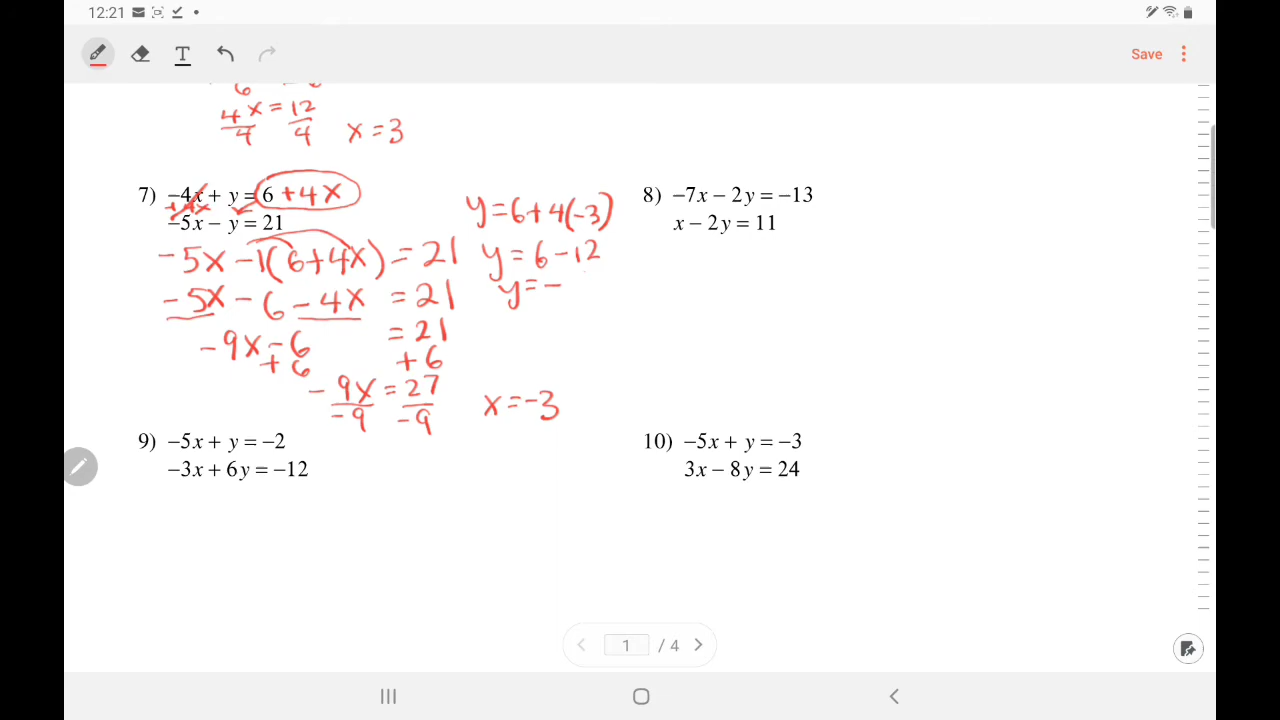 12:21
T
Save
6
4x = 12
4 4 x = 3
7) −4x + y = 6 + 4x
+4x
−5x − y = 21
−5x −1(6+4x) = 21
−5x − 6 − 4x = 21
−9x − 6 = 21
+ 6 + 6
−9x = 27
−9 −9 x = −3
y = 6+4(−3)
y = 6 − 12
y = −
8) −7x − 2y = −13
x − 2y = 11
9) −5x + y = −2
−3x + 6y = −12
10) −5x + y = −3
3x − 8y = 24
1 / 4